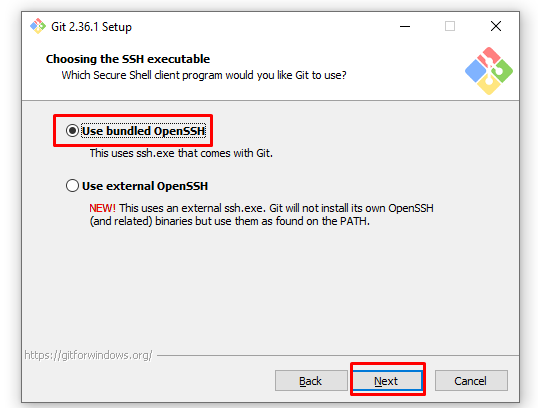 Git 2.36.1 Setup
Choosing the SSH executable
Which Secure Shell client program would you like Git to use?
Use bundled OpenSSH
This uses ssh.exe that comes with Git.
Use external OpenSSH
NEW! This uses an external ssh.exe. Git will not install its own OpenSSH
(and related) binaries but use them as found on the PATH.
https://gitforwindows.org/
Back Next Cancel